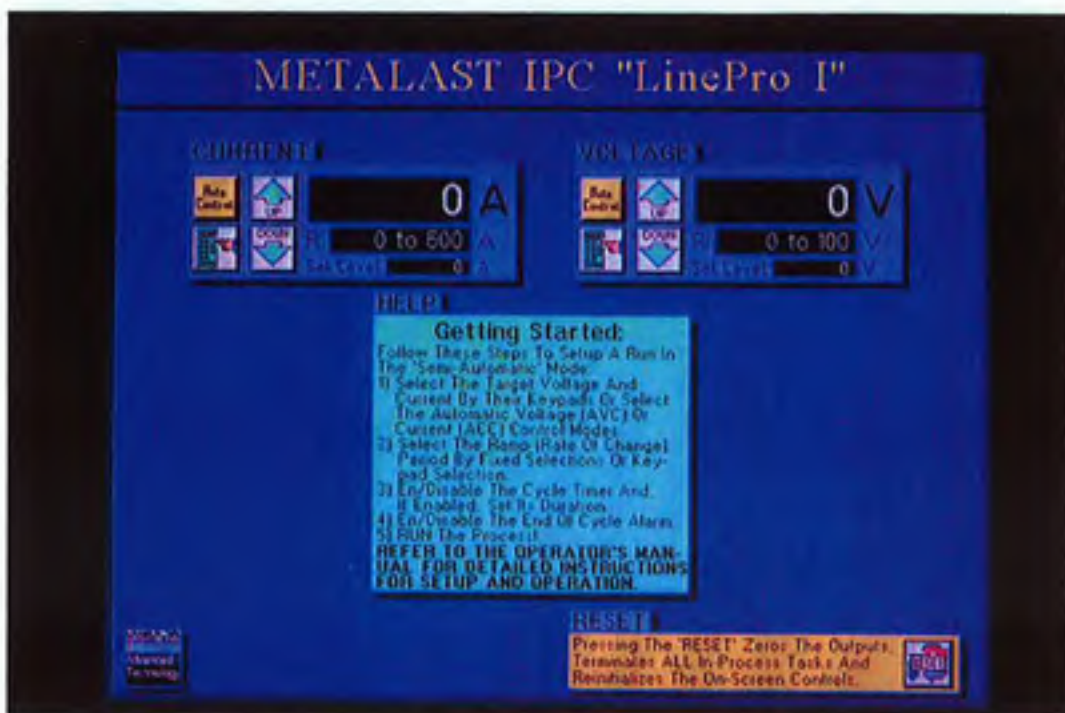 METALAST IPC "LinePro I"
CURRENT:
VOLTAGE:
Auto
Control
UP
0 A
DOWN
R: 0 to 600 A
Set Level: 0 A
Auto
Control
UP
0 V
DOWN
R: 0 to 100 V
Set Level: 0 V
HELP:
Getting Started:
Follow These Steps To Setup A Run In
The 'Semi-Automatic' Mode:
1) Select The Target Voltage And
Current By Their Keypads Or Select
The Automatic Voltage (AVC) Or
Current (ACC) Control Modes.
2) Select The Ramp (Rate Of Change)
Period By Fixed Selections Or Key-
pad Selection.
3) En/Disable The Cycle Timer And,
If Enabled, Set Its Duration.
4) En/Disable The End Of Cycle Alarm.
5) RUN The Process!
REFER TO THE OPERATOR'S MAN-
UAL FOR DETAILED INSTRUCTIONS
FOR SETUP AND OPERATION.
RESET:
Pressing The 'RESET' Zeros The Outputs,
Terminates ALL In-Process Tasks And
Reinitializes The On-Screen Controls.
Advanced
Technology